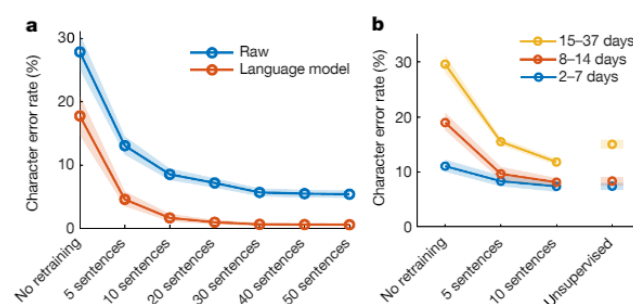 a
30
20
10
0
Character error rate (%)
Raw
Language model
No retraining
5 sentences
10 sentences
20 sentences
30 sentences
40 sentences
50 sentences
b
30
20
10
0
Character error rate (%)
15–37 days
8–14 days
2–7 days
No retraining
5 sentences
10 sentences
Unsupervised